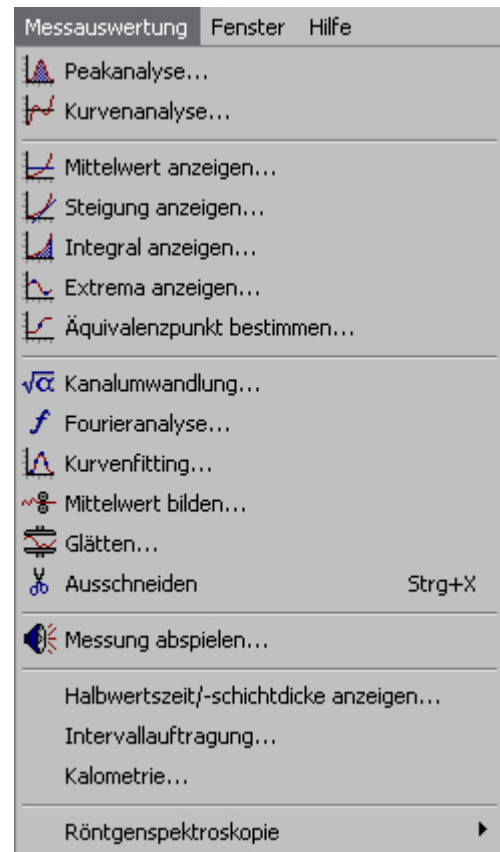 Messauswertung Fenster Hilfe
Peakanalyse...
Kurvenanalyse...
Mittelwert anzeigen...
Steigung anzeigen...
Integral anzeigen...
Extrema anzeigen...
Äquivalenzpunkt bestimmen...
√α Kanalumwandlung...
f Fourieranalyse...
Kurvenfitting...
Mittelwert bilden...
Glätten...
Ausschneiden Strg+X
Messung abspielen...
Halbwertszeit/-schichtdicke anzeigen...
Intervallauftragung...
Kalometrie...
Röntgenspektroskopie